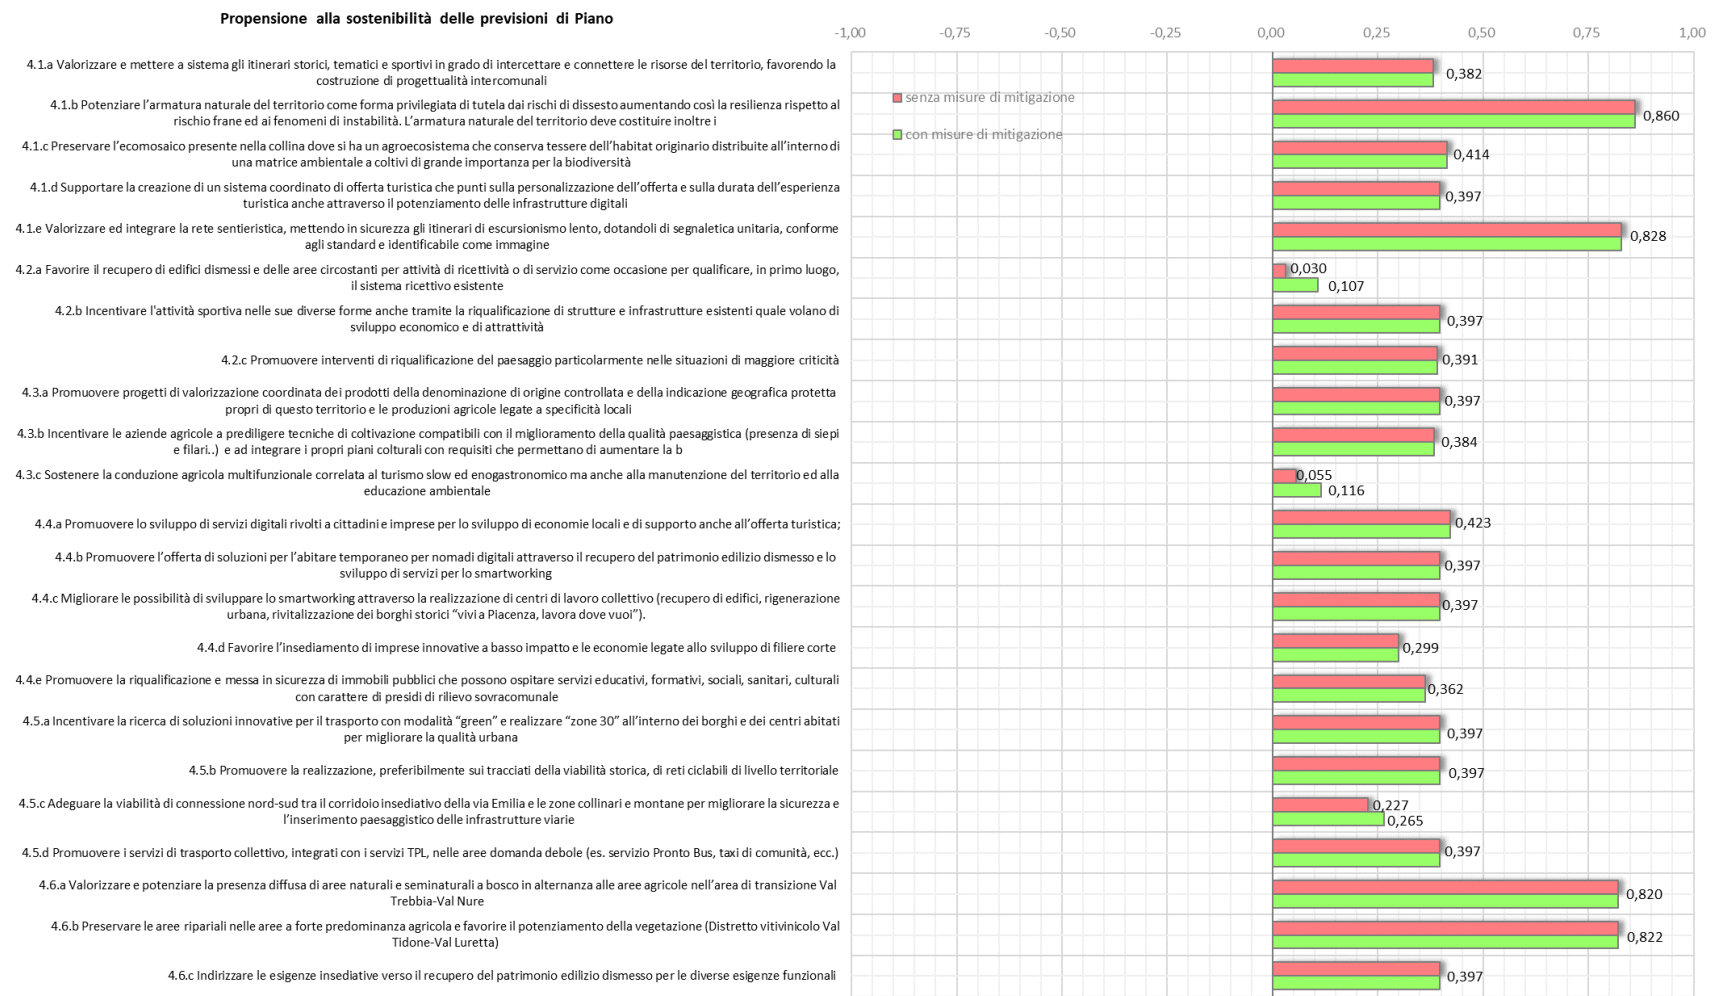 Propensione alla sostenibilità delle previsioni di Piano
-1,00 -0,75 -0,50 -0,25 0,00 0,25 0,50 0,75 1,00
senza misure di mitigazione
con misure di mitigazione
4.1.a Valorizzare e mettere a sistema gli itinerari storici, tematici e sportivi in grado di intercettare e connettere le risorse del territorio, favorendo la
costruzione di progettualità intercomunali
0,382
4.1.b Potenziare l’armatura naturale del territorio come forma privilegiata di tutela dai rischi di dissesto aumentando così la resilienza rispetto al
rischio frane ed ai fenomeni di instabilità. L’armatura naturale del territorio deve costituire inoltre i
0,860
4.1.c Preservare l’ecomosaico presente nella collina dove si ha un agroecosistema che conserva tessere dell’habitat originario distribuite all’interno di
una matrice ambientale a coltivi di grande importanza per la biodiversità
0,414
4.1.d Supportare la creazione di un sistema coordinato di offerta turistica che punti sulla personalizzazione dell’offerta e sulla durata dell’esperienza
turistica anche attraverso il potenziamento delle infrastrutture digitali
0,397
4.1.e Valorizzare ed integrare la rete sentieristica, mettendo in sicurezza gli itinerari di escursionismo lento, dotandoli di segnaletica unitaria, conforme
agli standard e identificabile come immagine
0,828
4.2.a Favorire il recupero di edifici dismessi e delle aree circostanti per attività di ricettività o di servizio come occasione per qualificare, in primo luogo,
il sistema ricettivo esistente
0,030
0,107
4.2.b Incentivare l'attività sportiva nelle sue diverse forme anche tramite la riqualificazione di strutture e infrastrutture esistenti quale volano di
sviluppo economico e di attrattività
0,397
4.2.c Promuovere interventi di riqualificazione del paesaggio particolarmente nelle situazioni di maggiore criticità
0,391
4.3.a Promuovere progetti di valorizzazione coordinata dei prodotti della denominazione di origine controllata e della indicazione geografica protetta
propri di questo territorio e le produzioni agricole legate a specificità locali
0,397
4.3.b Incentivare le aziende agricole a prediligere tecniche di coltivazione compatibili con il miglioramento della qualità paesaggistica (presenza di siepi
e filari..) e ad integrare i propri piani colturali con requisiti che permettano di aumentare la b
0,384
4.3.c Sostenere la conduzione agricola multifunzionale correlata al turismo slow ed enogastronomico ma anche alla manutenzione del territorio ed alla
educazione ambientale
0,055
0,116
4.4.a Promuovere lo sviluppo di servizi digitali rivolti a cittadini e imprese per lo sviluppo di economie locali e di supporto anche all’offerta turistica;
0,423
4.4.b Promuovere l’offerta di soluzioni per l’abitare temporaneo per nomadi digitali attraverso il recupero del patrimonio edilizio dismesso e lo
sviluppo di servizi per lo smartworking
0,397
4.4.c Migliorare le possibilità di sviluppare lo smartworking attraverso la realizzazione di centri di lavoro collettivo (recupero di edifici, rigenerazione
urbana, rivitalizzazione dei borghi storici “vivi a Piacenza, lavora dove vuoi”).
0,397
4.4.d Favorire l’insediamento di imprese innovative a basso impatto e le economie legate allo sviluppo di filiere corte
0,299
4.4.e Promuovere la riqualificazione e messa in sicurezza di immobili pubblici che possono ospitare servizi educativi, formativi, sociali, sanitari, culturali
con carattere di presidi di rilievo sovracomunale
0,362
4.5.a Incentivare la ricerca di soluzioni innovative per il trasporto con modalità “green” e realizzare “zone 30” all’interno dei borghi e dei centri abitati
per migliorare la qualità urbana
0,397
4.5.b Promuovere la realizzazione, preferibilmente sui tracciati della viabilità storica, di reti ciclabili di livello territoriale
0,397
4.5.c Adeguare la viabilità di connessione nord-sud tra il corridoio insediativo della via Emilia e le zone collinari e montane per migliorare la sicurezza e
l’inserimento paesaggistico delle infrastrutture viarie
0,227
0,265
4.5.d Promuovere i servizi di trasporto collettivo, integrati con i servizi TPL, nelle aree domanda debole (es. servizio Pronto Bus, taxi di comunità, ecc.)
0,397
4.6.a Valorizzare e potenziare la presenza diffusa di aree naturali e seminaturali a bosco in alternanza alle aree agricole nell’area di transizione Val
Trebbia-Val Nure
0,820
4.6.b Preservare le aree ripariali nelle aree a forte predominanza agricola e favorire il potenziamento della vegetazione (Distretto vitivinicolo Val
Tidone-Val Luretta)
0,822
4.6.c Indirizzare le esigenze insediative verso il recupero del patrimonio edilizio dismesso per le diverse esigenze funzionali
0,397